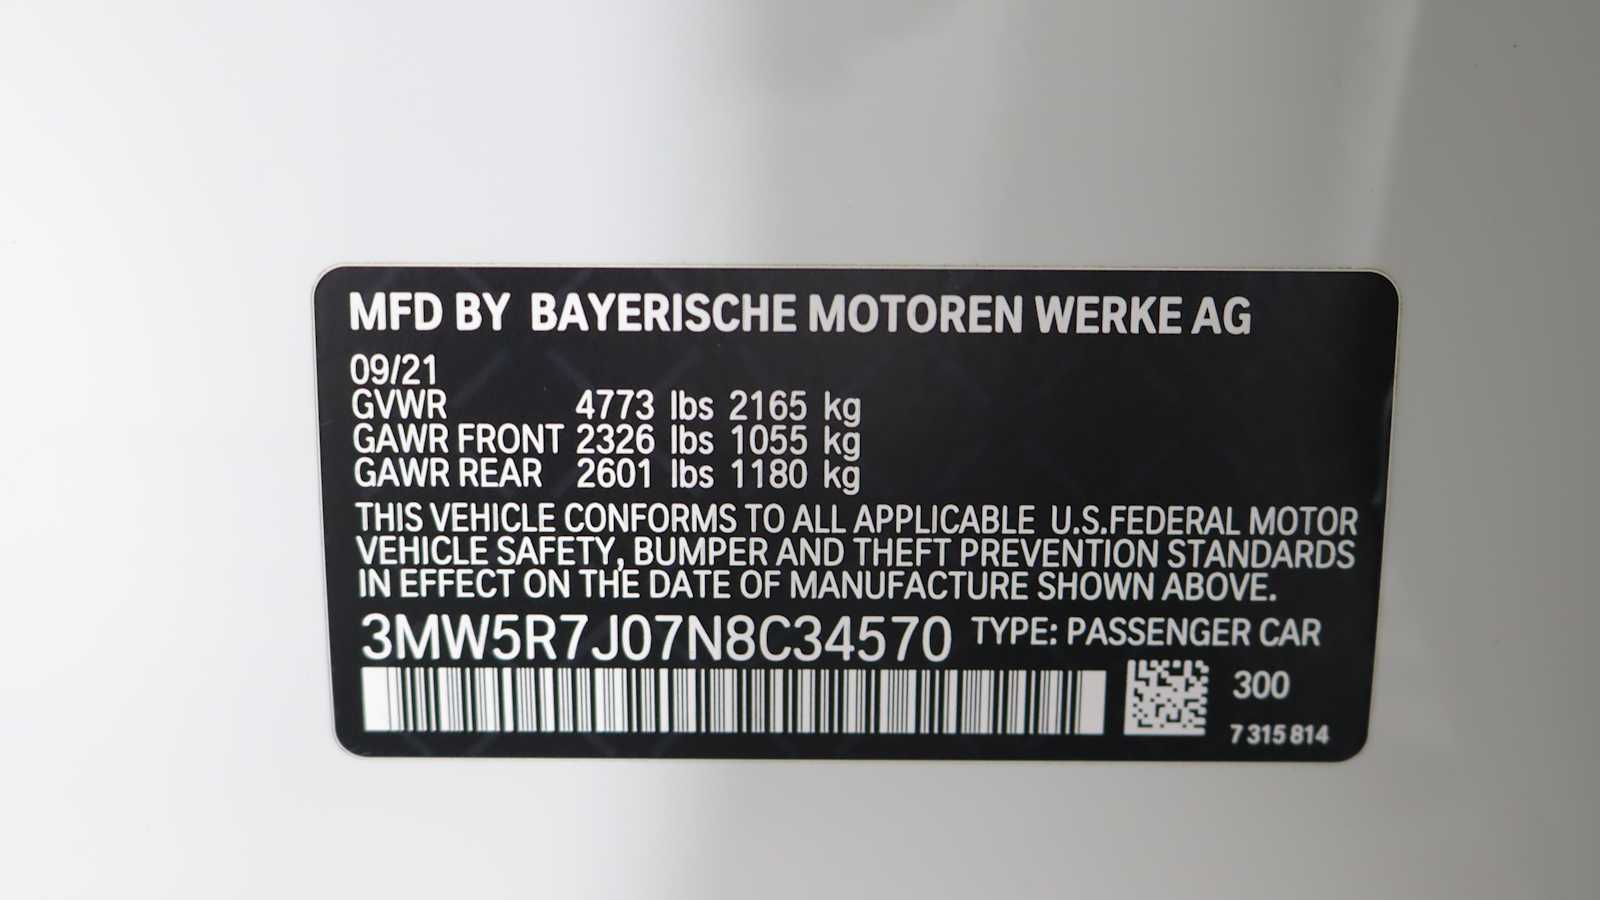 MFD BY BAYERISCHE MOTOREN WERKE AG
09/21
GVWR 4773 lbs 2165 kg
GAWR FRONT 2326 lbs 1055 kg
GAWR REAR 2601 lbs 1180 kg
THIS VEHICLE CONFORMS TO ALL APPLICABLE U.S.FEDERAL MOTOR
VEHICLE SAFETY, BUMPER AND THEFT PREVENTION STANDARDS
IN EFFECT ON THE DATE OF MANUFACTURE SHOWN ABOVE.
3MW5R7J07N8C34570 TYPE: PASSENGER CAR
300
7 315 814